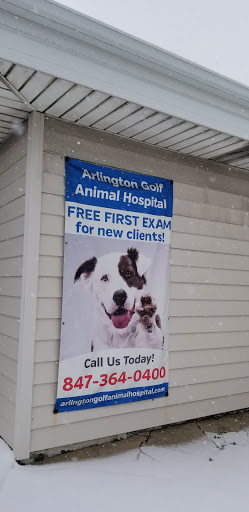 Arlington Golf
Animal Hospital
FREE FIRST EXAM
for new clients!
Call Us Today!
847-364-0400
arlingtongolfanimalhospital.com